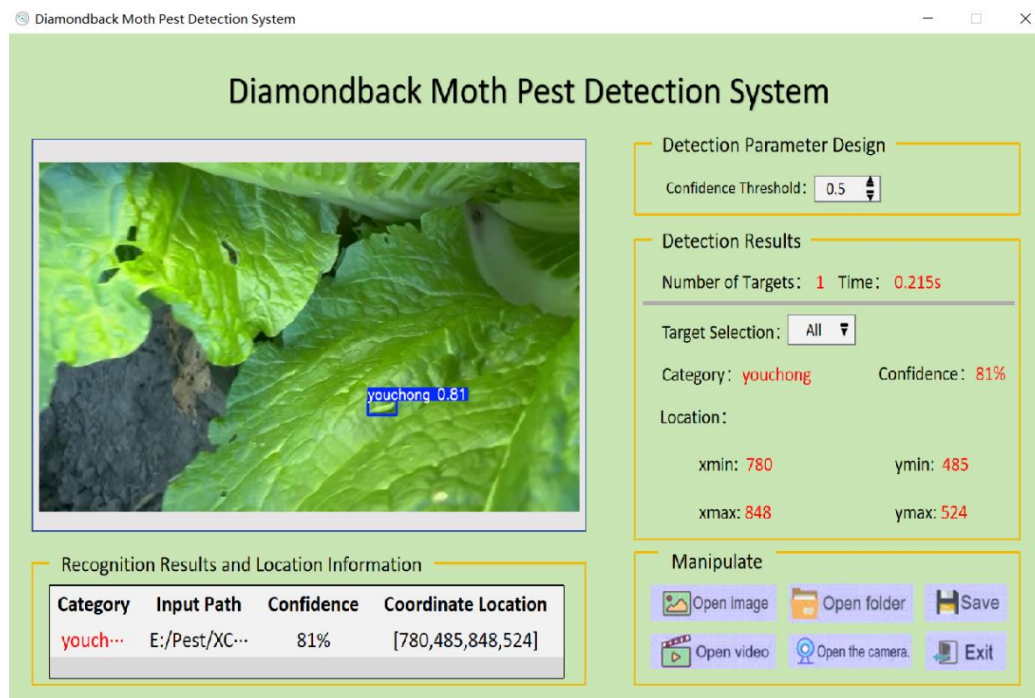 Diamondback Moth Pest Detection System
Diamondback Moth Pest Detection System
youchong 0.81
Detection Parameter Design
Confidence Threshold: 0.5
Detection Results
Number of Targets: 1 Time: 0.215s
Target Selection: All
Category: youchong Confidence: 81%
Location:
xmin: 780 ymin: 485
xmax: 848 ymax: 524
Recognition Results and Location Information
Category Input Path Confidence Coordinate Location
youch··· E:/Pest/XC··· 81% [780,485,848,524]
Manipulate
Open image Open folder Save
Open video Open the camera. Exit